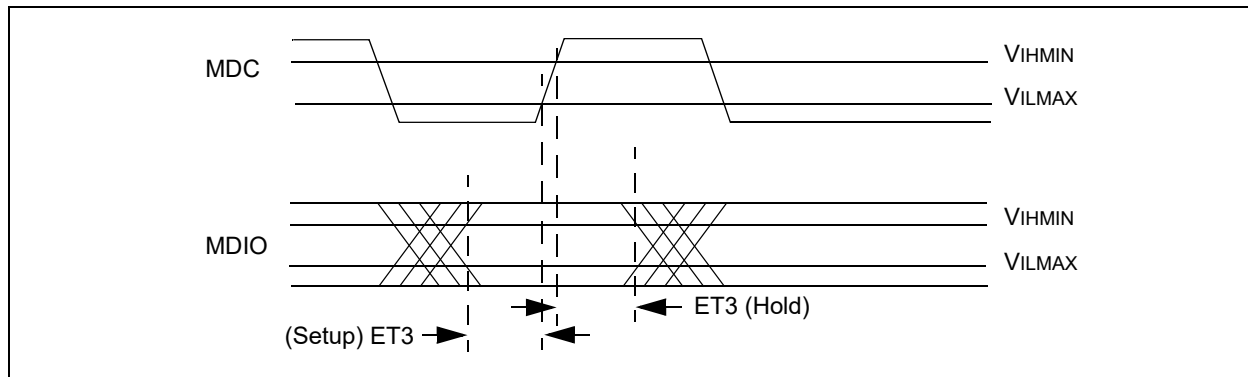 MDC
VIHMIN
VILMAX
MDIO
VIHMIN
VILMAX
ET3 (Hold)
(Setup) ET3